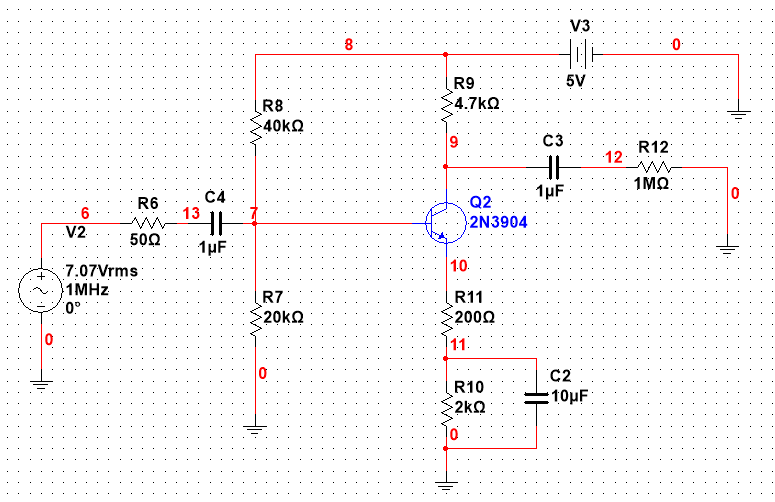 V3
8
0
5V
R9
4.7kΩ
R8
40kΩ
9
C3
12
R12
1MΩ
1µF
0
Q2
2N3904
R6
C4
6
13
7
V2
50Ω
1µF
10
7.07Vrms
1MHz
0°
R7
20kΩ
R11
200Ω
0
11
0
R10
2kΩ
C2
10µF
0